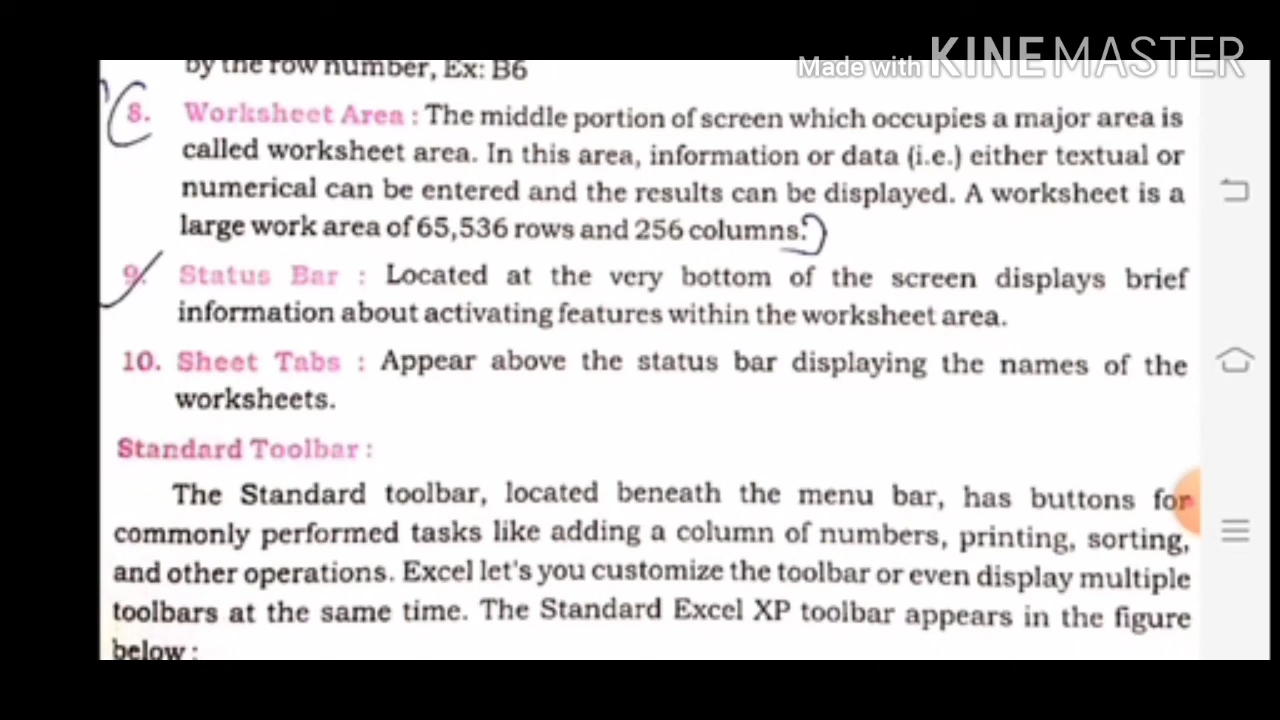 Made with KINEMASTER
by the row number, Ex: B6
8. Worksheet Area : The middle portion of screen which occupies a major area is
called worksheet area. In this area, information or data (i.e.) either textual or
numerical can be entered and the results can be displayed. A worksheet is a
large work area of 65,536 rows and 256 columns.
9. Status Bar : Located at the very bottom of the screen displays brief
information about activating features within the worksheet area.
10. Sheet Tabs : Appear above the status bar displaying the names of the
worksheets.
Standard Toolbar :
The Standard toolbar, located beneath the menu bar, has buttons for
commonly performed tasks like adding a column of numbers, printing, sorting,
and other operations. Excel let's you customize the toolbar or even display multiple
toolbars at the same time. The Standard Excel XP toolbar appears in the figure
below :